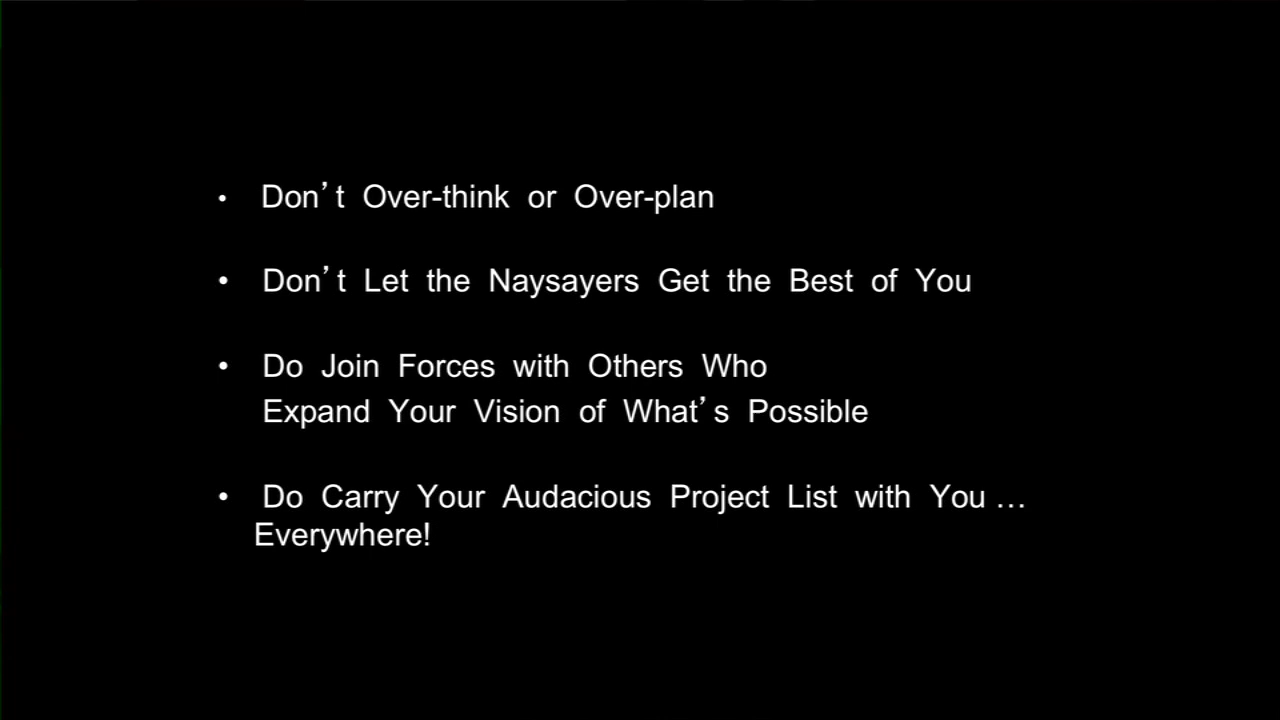 • Don’t Over-think or Over-plan
• Don’t Let the Naysayers Get the Best of You
• Do Join Forces with Others Who
Expand Your Vision of What’s Possible
• Do Carry Your Audacious Project List with You…
Everywhere!